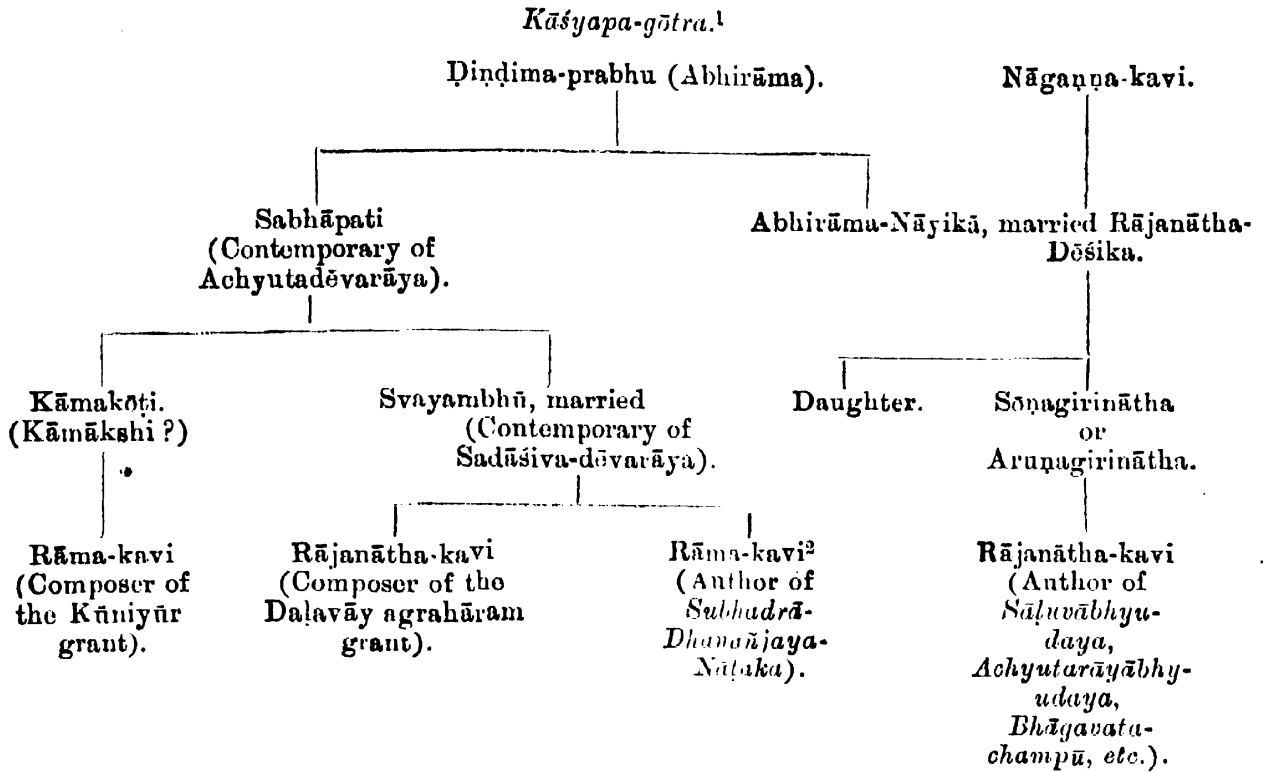 Kāśyapa-gōtra.¹
Ḍiṇḍima-prabhu (Abhirāma).
Nāgaṇṇa-kavi.
Sabhāpati
(Contemporary of
Achyutadēvarāya).
Abhirāma-Nāyikā, married Rājanātha-
Dēśika.
Kāmakōṭi.
(Kāmākshi ?)
Svayambhū, married
(Contemporary of
Sadāśiva-dēvarāya).
Daughter.
Sōṇagirinātha
or
Aruṇagirinātha.
Rāma-kavi
(Composer of
the Kūniyūr
grant).
Rājanātha-kavi
(Composer of the
Daḷavāy agrahāram
grant).
Rāma-kavi²
(Author of
Subhadrā-
Dhanañjaya-
Nāṭaka).
Rājanātha-kavi
(Author of
Sāḷuvābhyu-
daya,
Achyutarāyābhy-
udaya,
Bhāgavata-
champū, etc.).